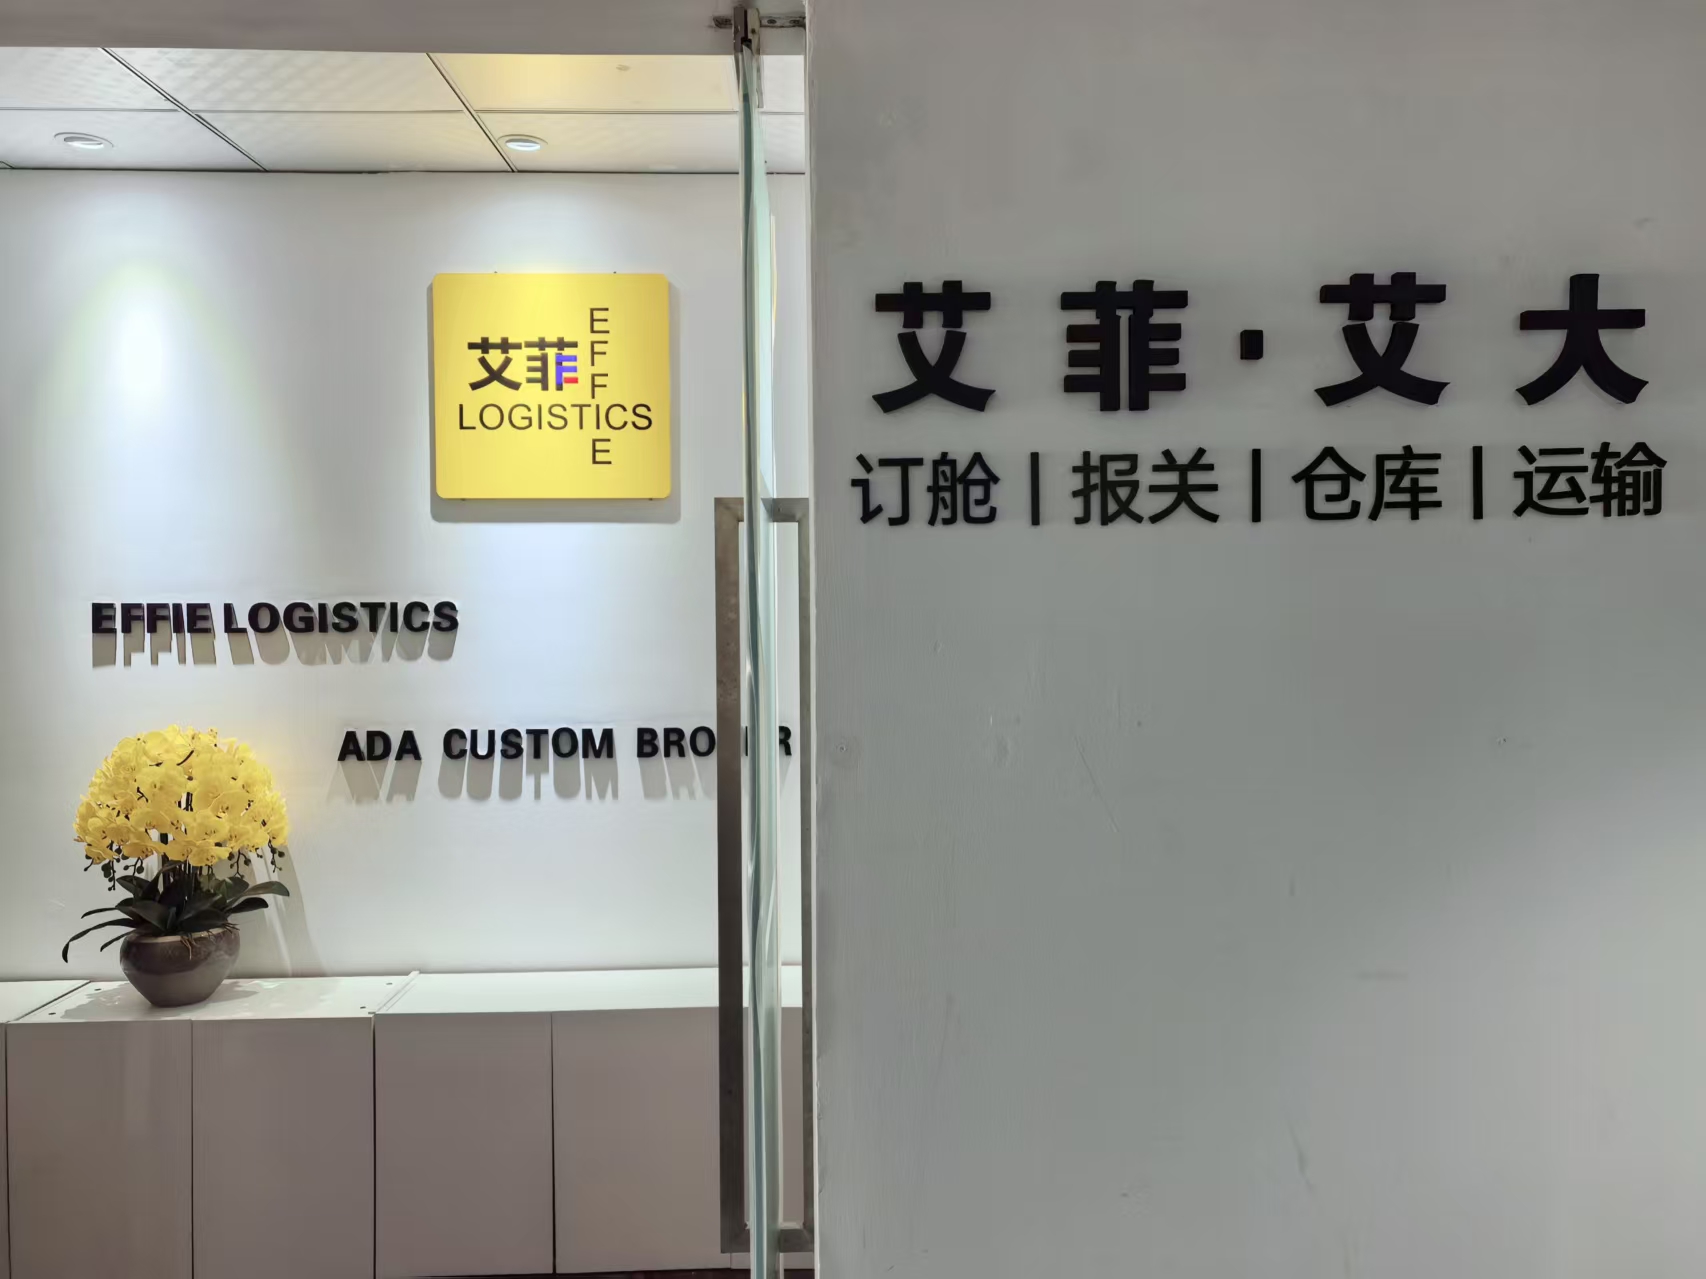 艾菲
EFFE
LOGISTICS
EFFIE LOGISTICS
ADA CUSTOM
艾菲·艾大
订舱|报关|仓库|运输